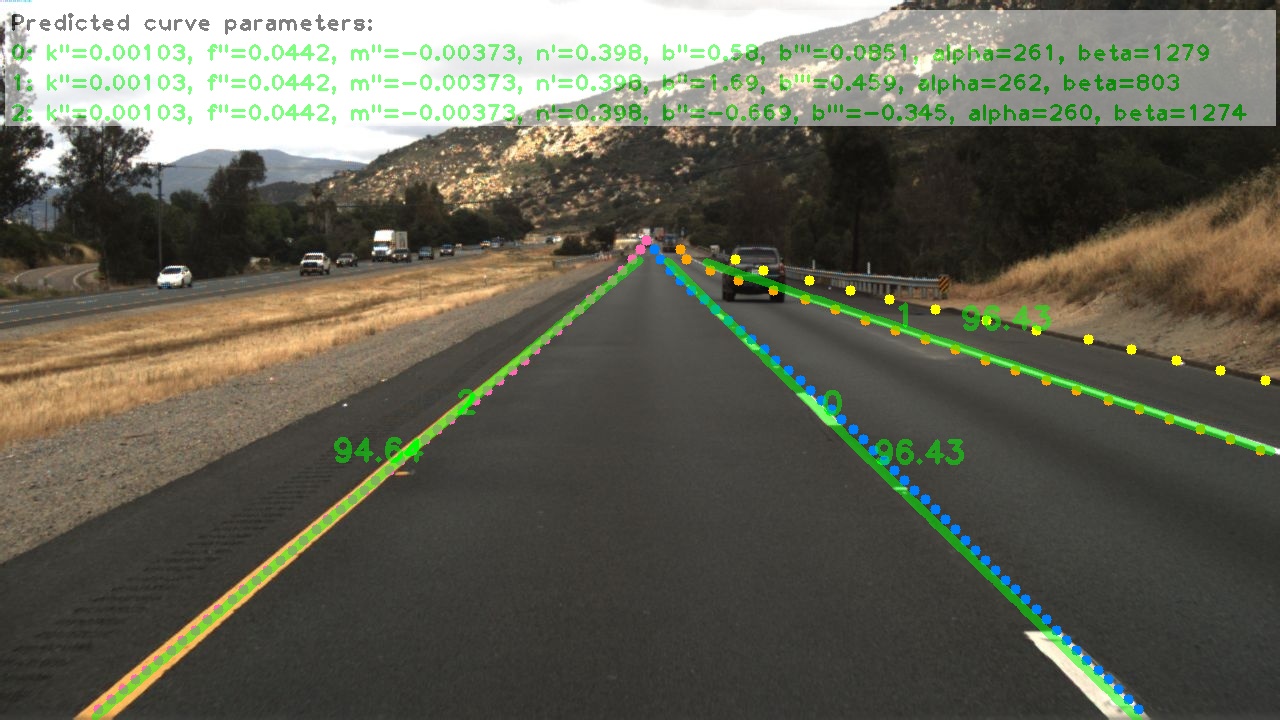 Predicted curve parameters:
0: k''=0.00103, f''=0.0442, m''=-0.00373, n'=0.398, b''=0.58, b'''=0.0851, alpha=261, beta=1279
1: k''=0.00103, f''=0.0442, m''=-0.00373, n'=0.398, b''=1.69, b'''=0.459, alpha=262, beta=803
2: k''=0.00103, f''=0.0442, m''=-0.00373, n'=0.398, b''=-0.669, b'''=-0.345, alpha=260, beta=1274
1 96.43
2 0
94.64 96.43